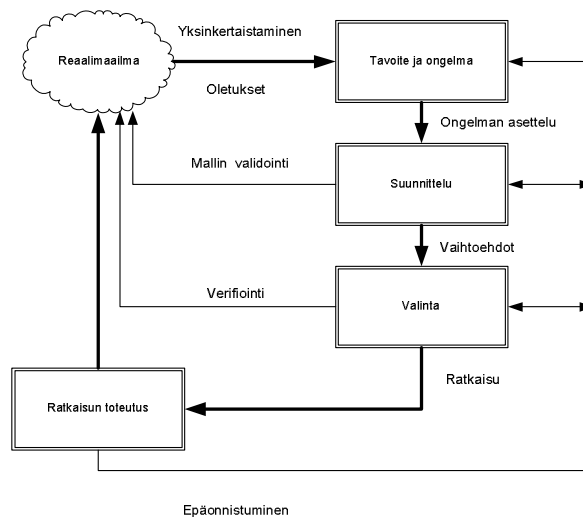 Yksinkertaistaminen
Reaalimaailma
Tavoite ja ongelma
Oletukset
Ongelman asettelu
Mallin validointi
Suunnittelu
Vaihtoehdot
Verifiointi
Valinta
Ratkaisu
Ratkaisun toteutus
Epäonnistuminen